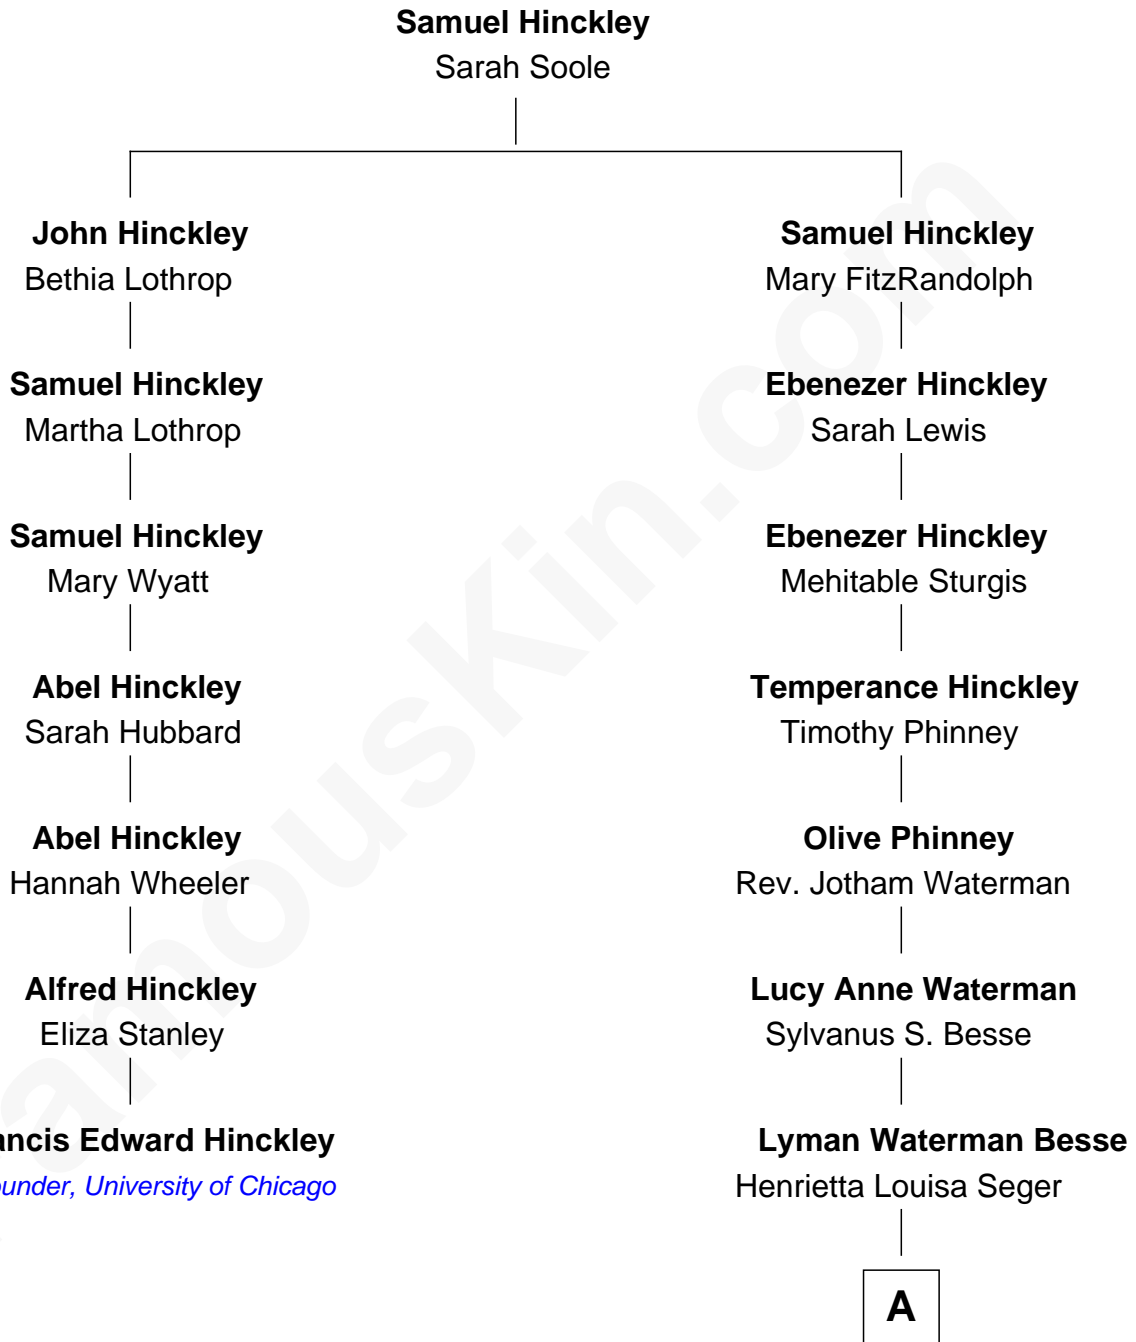 Samuel Hinckley
Sarah Soole
John Hinckley
Bethia Lothrop
Samuel Hinckley
Mary FitzRandolph
Samuel Hinckley
Martha Lothrop
Ebenezer Hinckley
Sarah Lewis
Samuel Hinckley
Mary Wyatt
Ebenezer Hinckley
Mehitable Sturgis
Abel Hinckley
Sarah Hubbard
Temperance Hinckley
Timothy Phinney
Abel Hinckley
Hannah Wheeler
Olive Phinney
Rev. Jotham Waterman
Alfred Hinckley
Eliza Stanley
Lucy Anne Waterman
Sylvanus S. Besse
ancis Edward Hinckley
ounder, University of Chicago
Lyman Waterman Besse
Henrietta Louisa Seger
A
amousKin.com